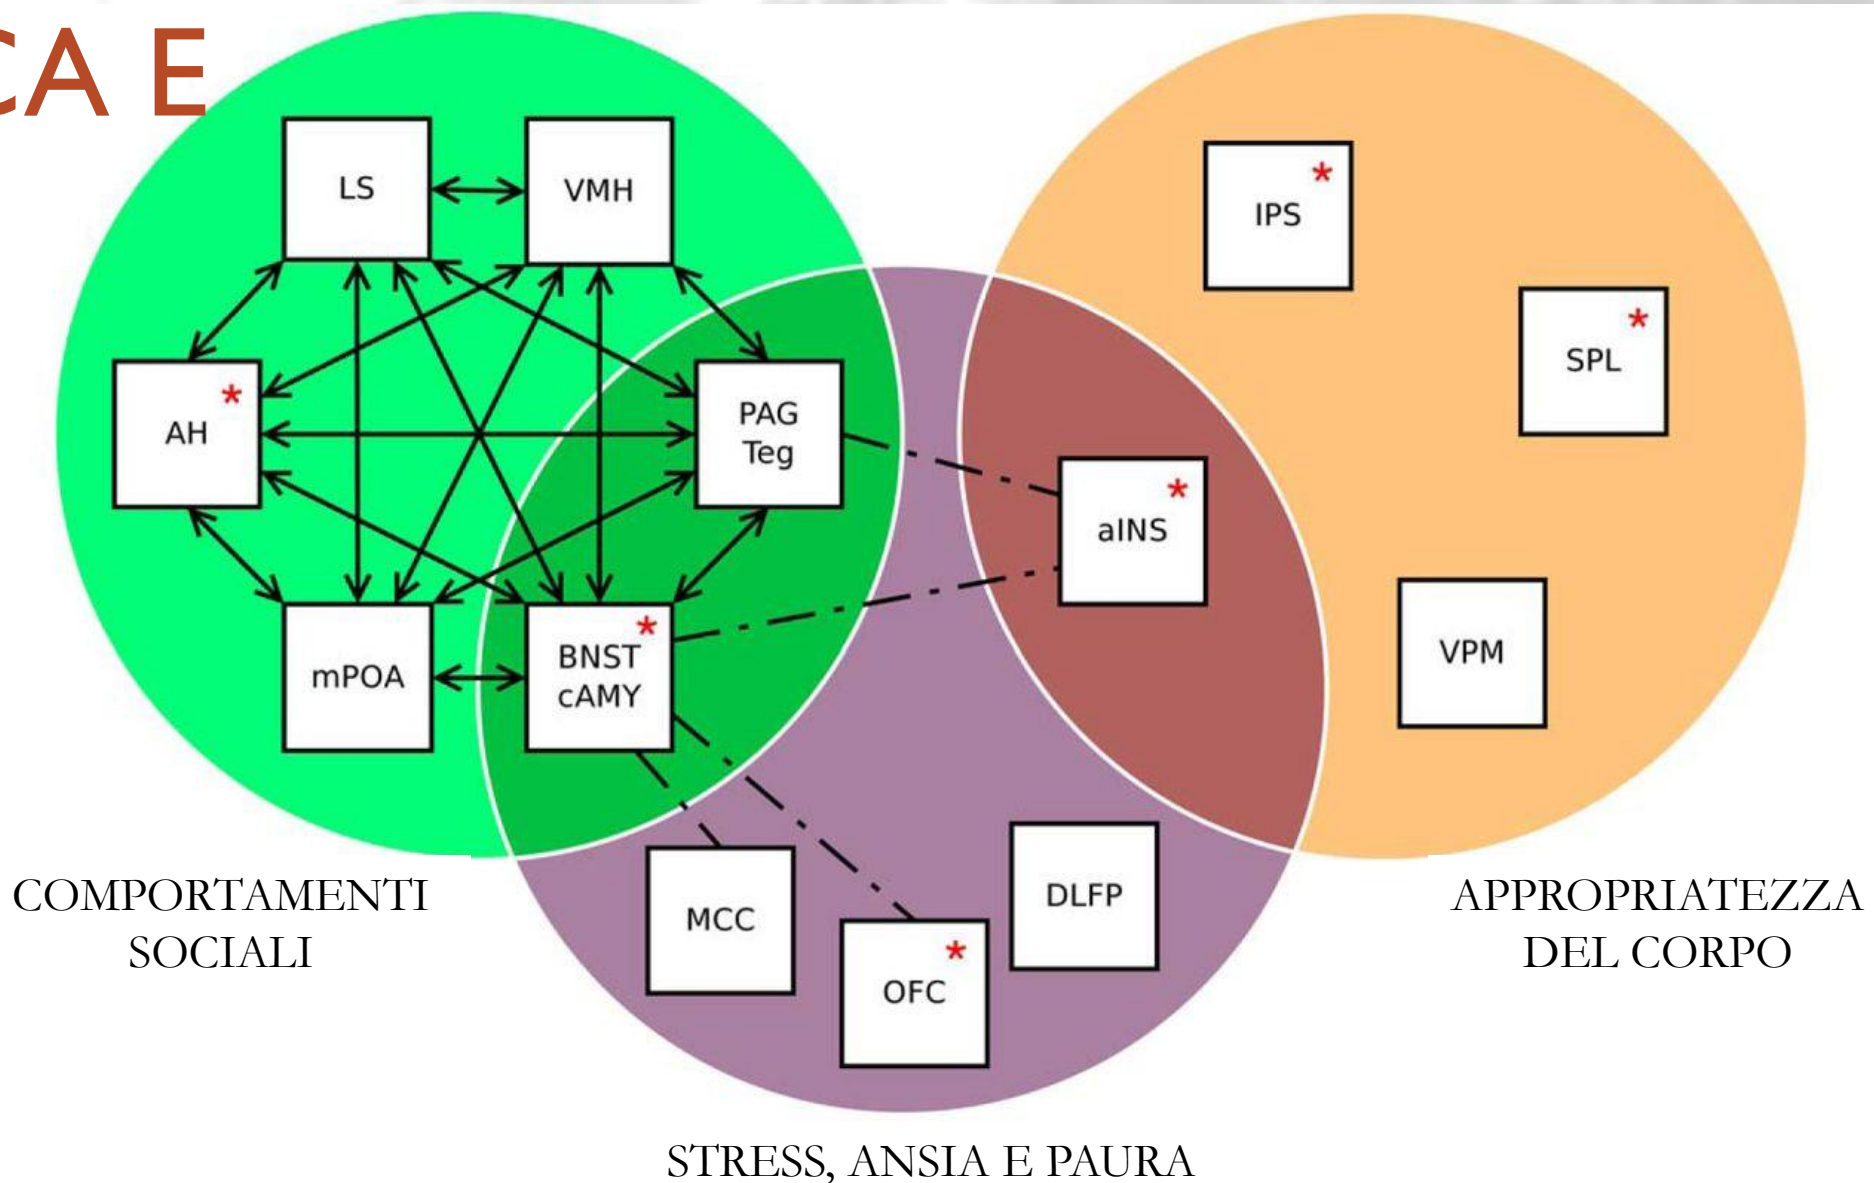 CA E
LS
VMH
IPS *
SPL *
AH *
PAG
Teg
aINS *
mPOA
BNST *
cAMY
VPM
MCC
OFC *
DLFP
COMPORTAMENTI
SOCIALI
APPROPRIATEZZA
DEL CORPO
STRESS, ANSIA E PAURA